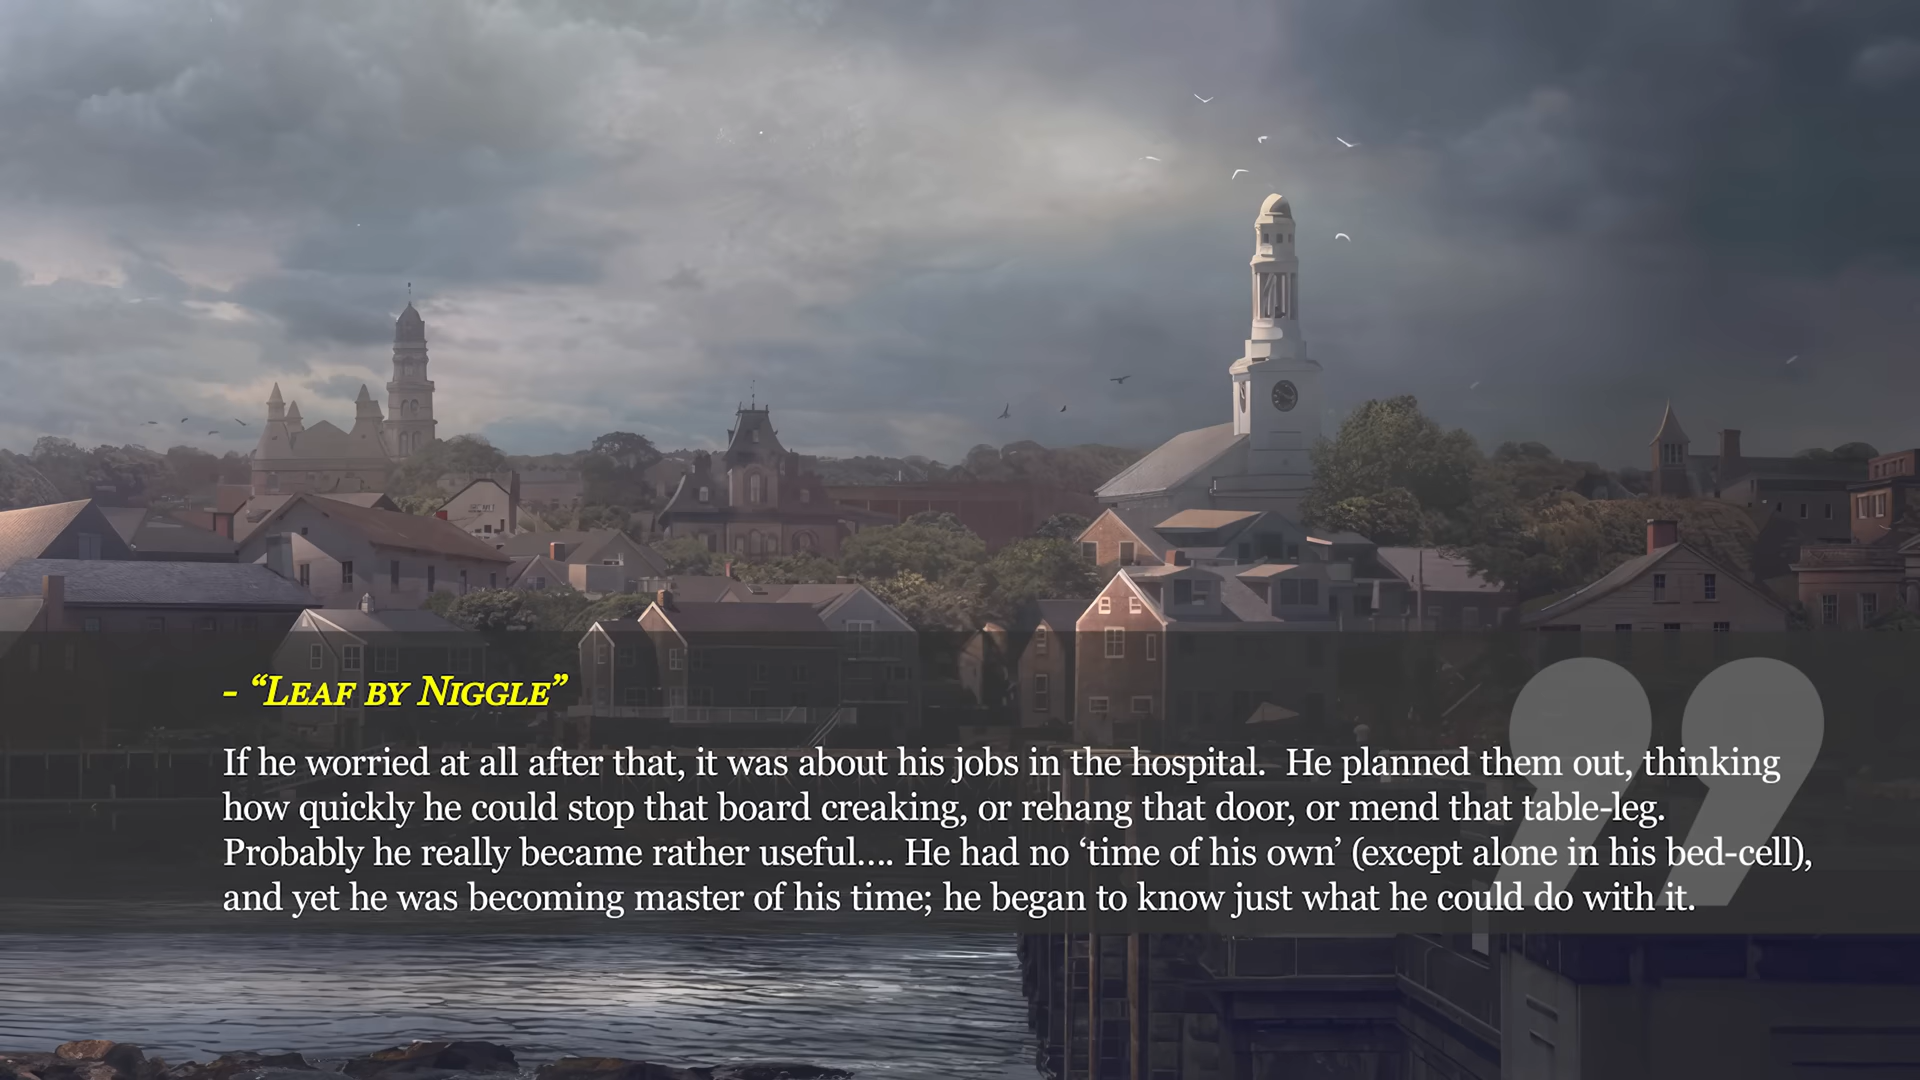 - “Leaf by Niggle”
If he worried at all after that, it was about his jobs in the hospital.  He planned them out, thinking
how quickly he could stop that board creaking, or rehang that door, or mend that table-leg.
Probably he really became rather useful…. He had no ‘time of his own’ (except alone in his bed-cell),
and yet he was becoming master of his time; he began to know just what he could do with it.